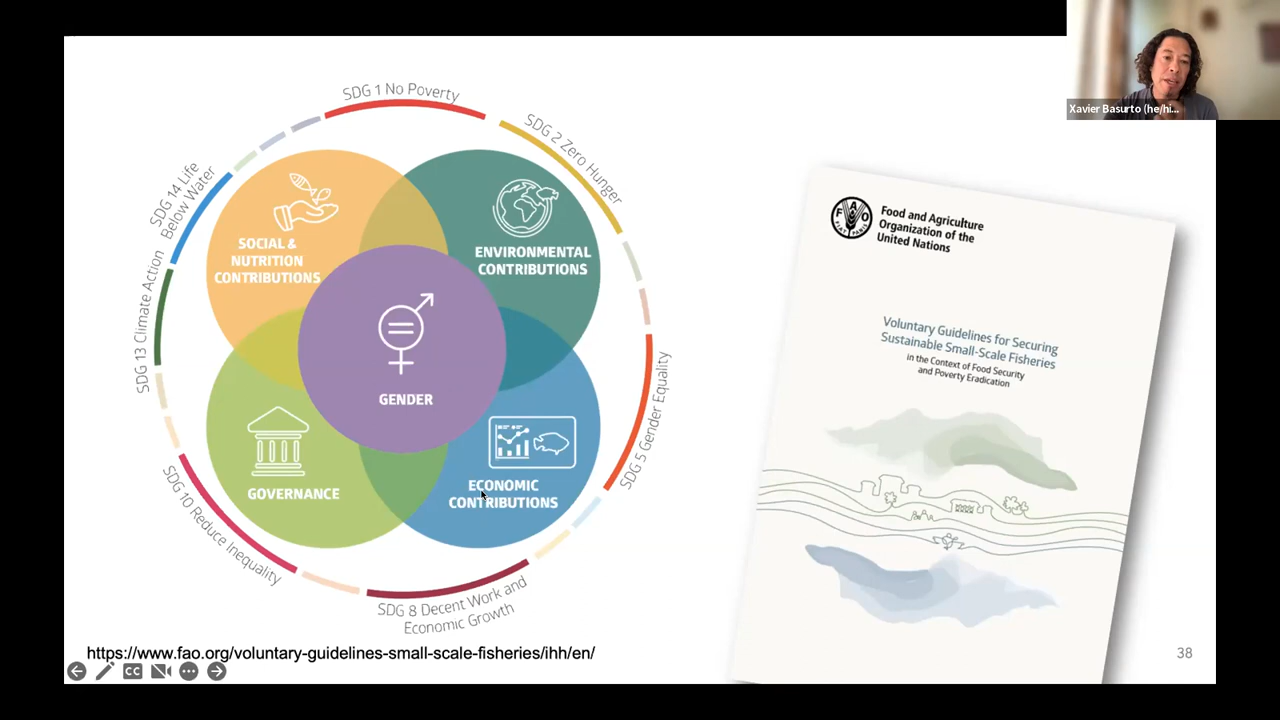 Xavier Basurto (he/hi...
SDG 1 No Poverty
SDG 2 Zero Hunger
SDG 5 Gender Equality
SDG 8 Decent Work and
Economic Growth
SDG 10 Reduce Inequality
SDG 13 Climate Action
SDG 14 Life
Below Water
SOCIAL &
NUTRITION
CONTRIBUTIONS
ENVIRONMENTAL
CONTRIBUTIONS
GENDER
GOVERNANCE
ECONOMIC
CONTRIBUTIONS
FAO
FIAT PANIS
Food and Agriculture
Organization of the
United Nations
Voluntary Guidelines for Securing
Sustainable Small-Scale Fisheries
in the Context of Food Security
and Poverty Eradication
https://www.fao.org/voluntary-guidelines-small-scale-fisheries/ihh/en/
38
CC